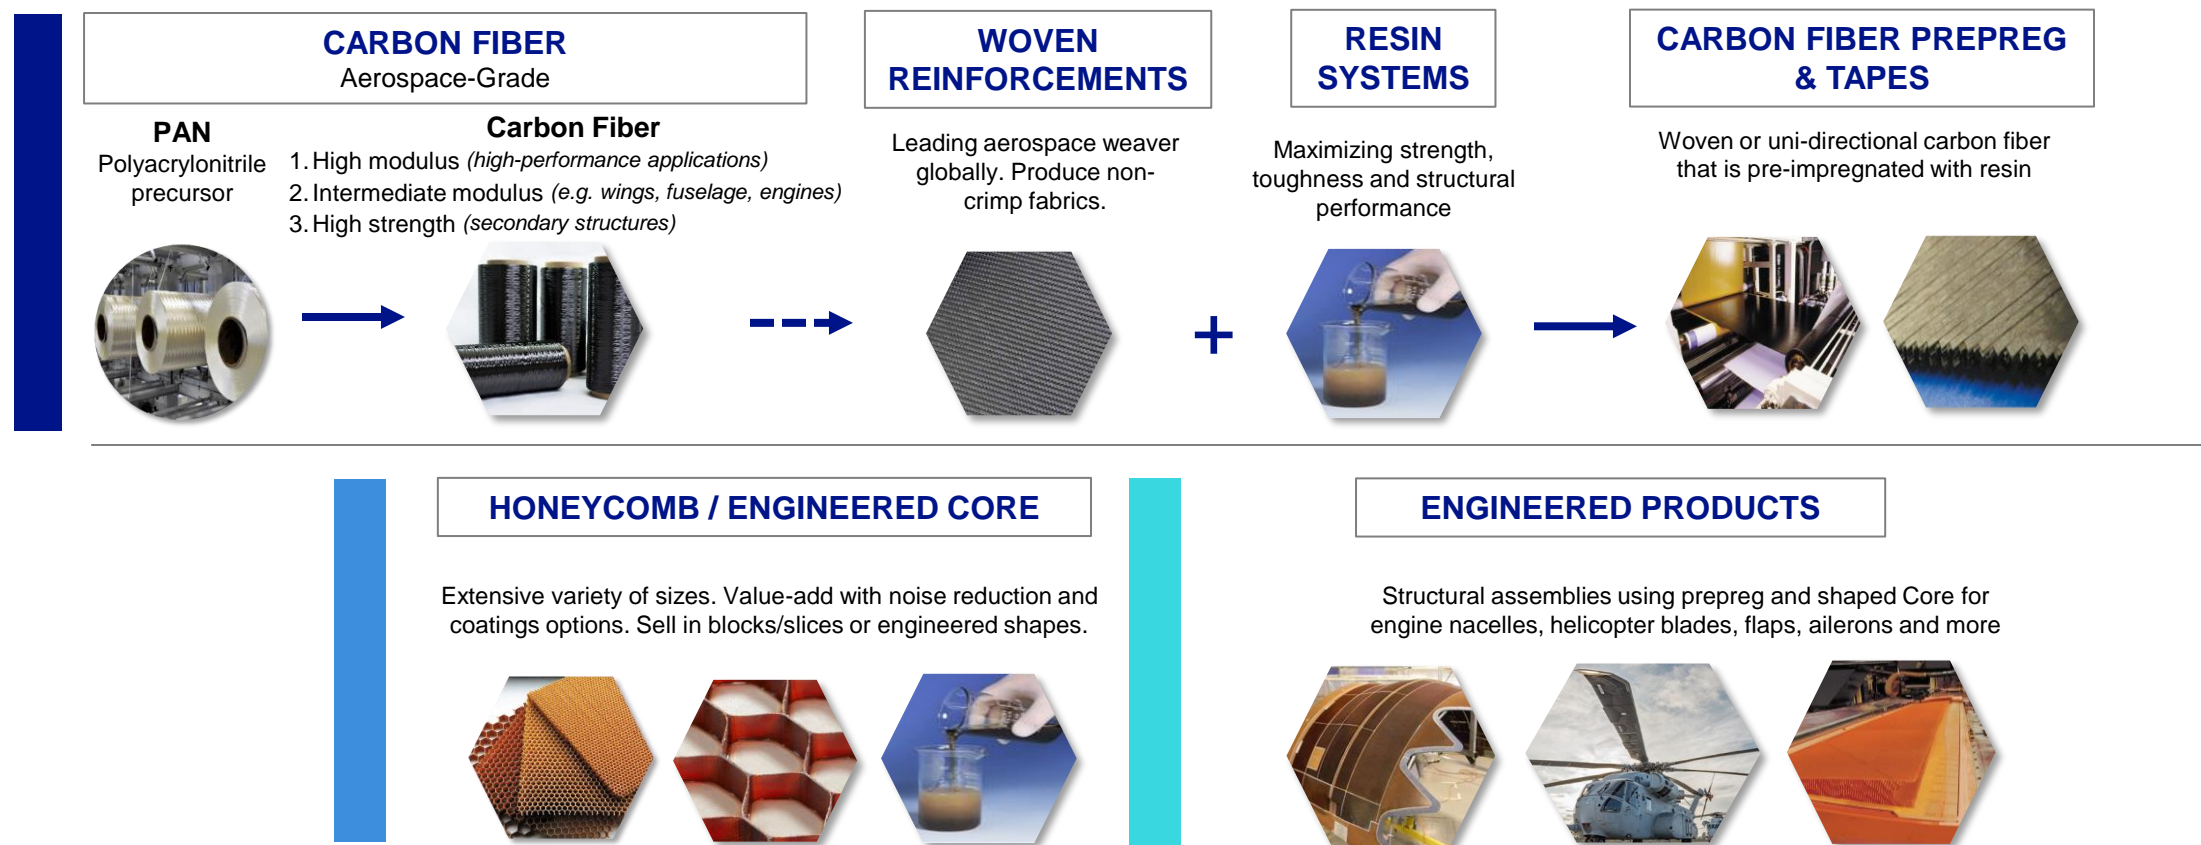 CARBON FIBER
Aerospace-Grade
PAN
Polyacrylonitrile
precursor
Carbon Fiber
1. High modulus (high-performance applications)
2. Intermediate modulus (e.g. wings, fuselage, engines)
3. High strength (secondary structures)
WOVEN
REINFORCEMENTS
Leading aerospace weaver
globally. Produce non-
crimp fabrics.
+
RESIN
SYSTEMS
Maximizing strength,
toughness and structural
performance
CARBON FIBER PREPREG
& TAPES
Woven or uni-directional carbon fiber
that is pre-impregnated with resin
HONEYCOMB / ENGINEERED CORE
Extensive variety of sizes. Value-add with noise reduction and
coatings options. Sell in blocks/slices or engineered shapes.
ENGINEERED PRODUCTS
Structural assemblies using prepreg and shaped Core for
engine nacelles, helicopter blades, flaps, ailerons and more